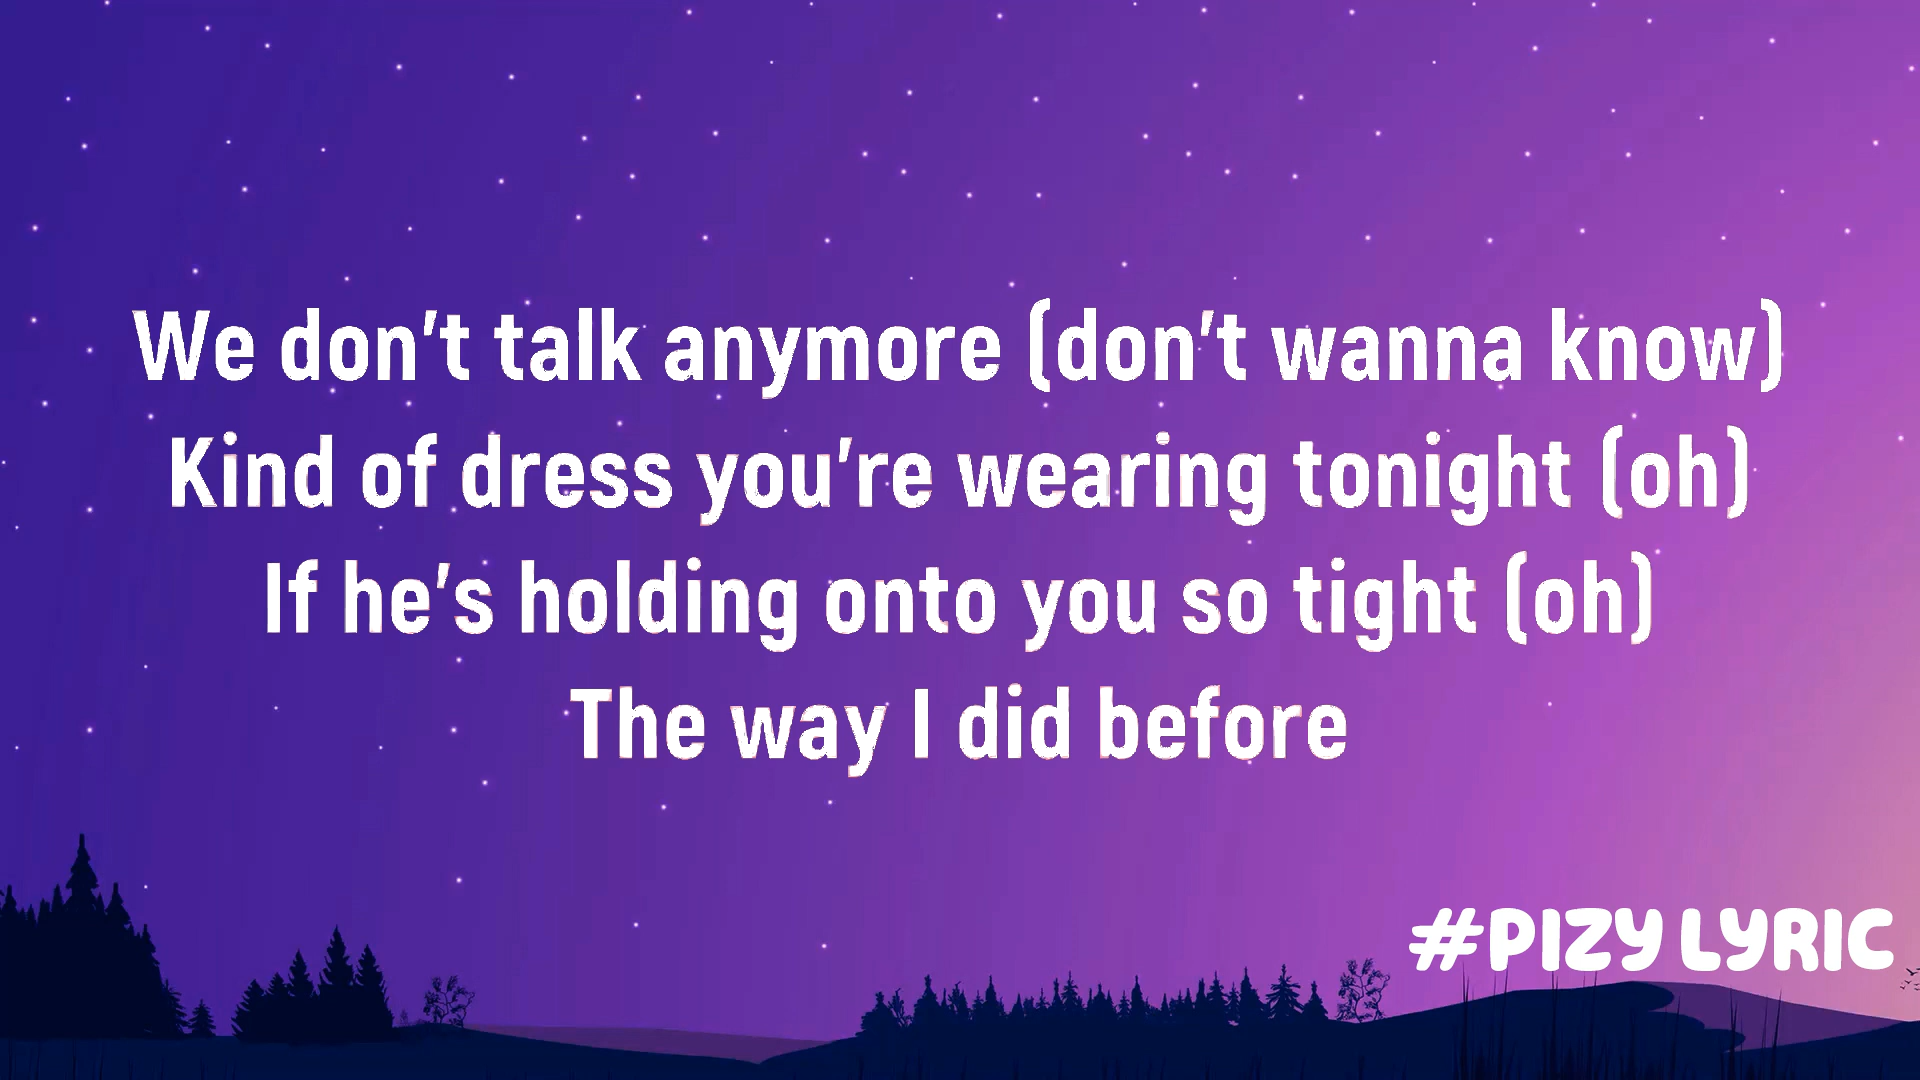 We don't talk anymore (don't wanna know)
Kind of dress you're wearing tonight (oh)
If he's holding onto you so tight (oh)
The way I did before
#PIZY LYRIC